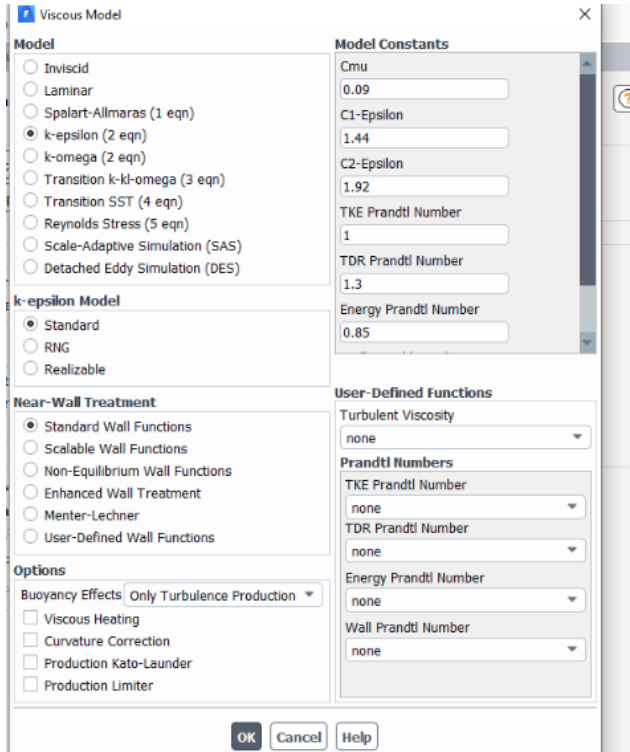 Viscous Model
Model
Inviscid
Laminar
Spalart-Allmaras (1 eqn)
k-epsilon (2 eqn)
k-omega (2 eqn)
Transition k-kl-omega (3 eqn)
Transition SST (4 eqn)
Reynolds Stress (5 eqn)
Scale-Adaptive Simulation (SAS)
Detached Eddy Simulation (DES)
k-epsilon Model
Standard
RNG
Realizable
Near-Wall Treatment
Standard Wall Functions
Scalable Wall Functions
Non-Equilibrium Wall Functions
Enhanced Wall Treatment
Menter-Lechner
User-Defined Wall Functions
Options
Buoyancy Effects Only Turbulence Production
Viscous Heating
Curvature Correction
Production Kato-Launder
Production Limiter
Model Constants
Cmu
0.09
C1-Epsilon
1.44
C2-Epsilon
1.92
TKE Prandtl Number
1
TDR Prandtl Number
1.3
Energy Prandtl Number
0.85
User-Defined Functions
Turbulent Viscosity
none
Prandtl Numbers
TKE Prandtl Number
none
TDR Prandtl Number
none
Energy Prandtl Number
none
Wall Prandtl Number
none
OK Cancel Help